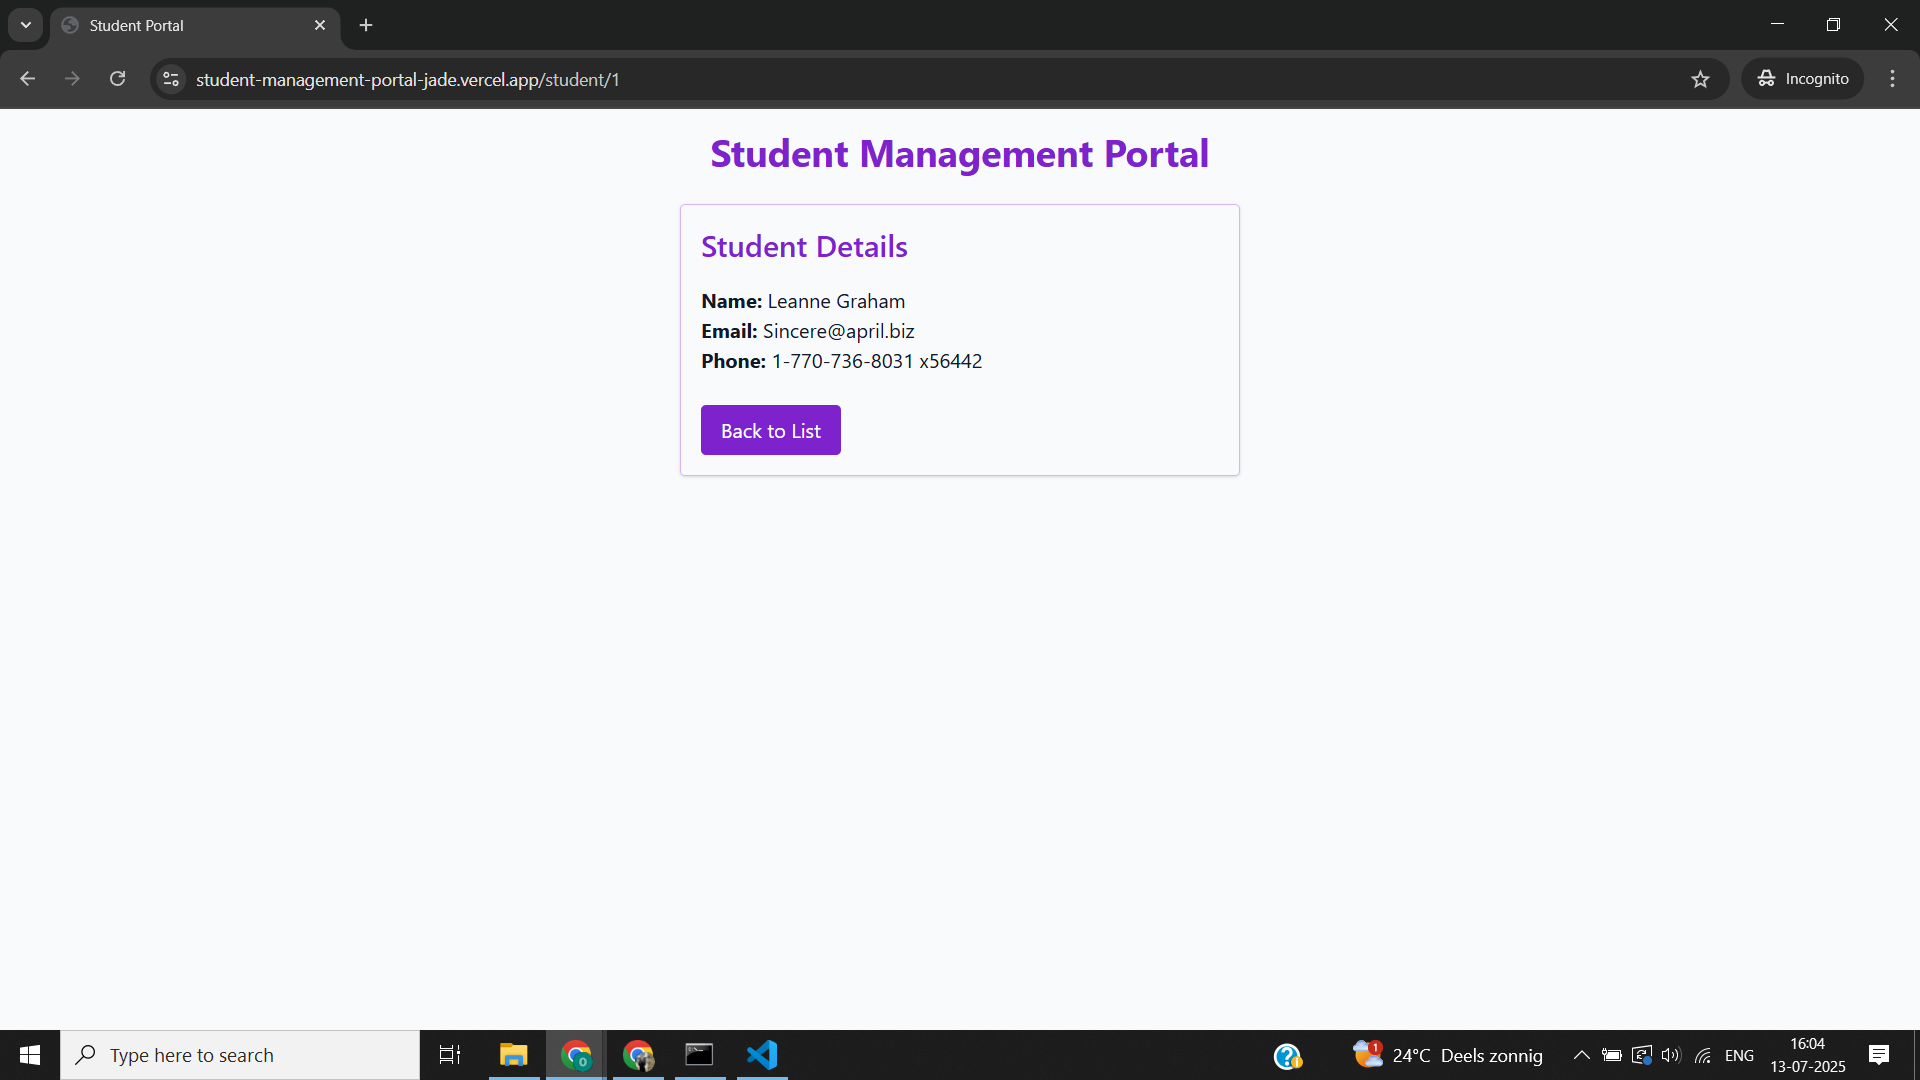 Student Portal
student-management-portal-jade.vercel.app/student/1
Incognito
Student Management Portal
Student Details
Name: Leanne Graham
Email: Sincere@april.biz
Phone: 1-770-736-8031 x56442
Back to List
Type here to search
0
1
24°C Deels zonnig
ENG
16:04
13-07-2025